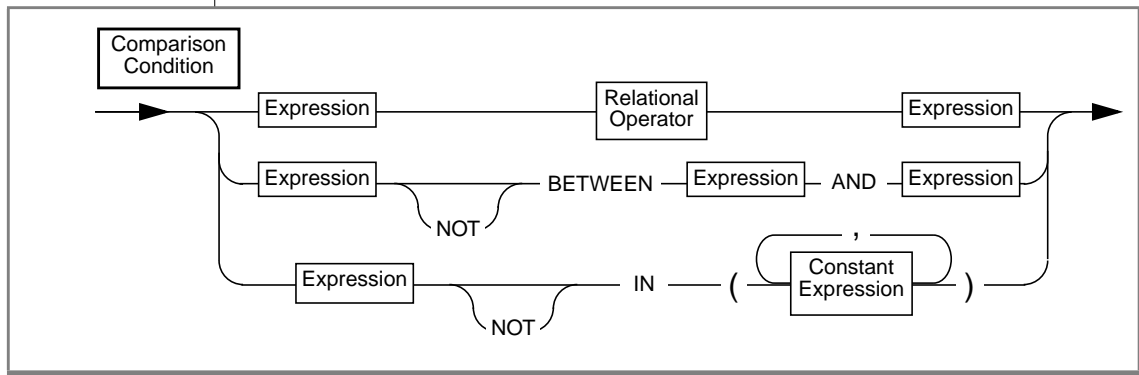 Comparison
Condition
Expression
Relational
Operator
Expression
Expression
NOT
BETWEEN
Expression
AND
Expression
Expression
NOT
IN
(
,
Constant
Expression
)